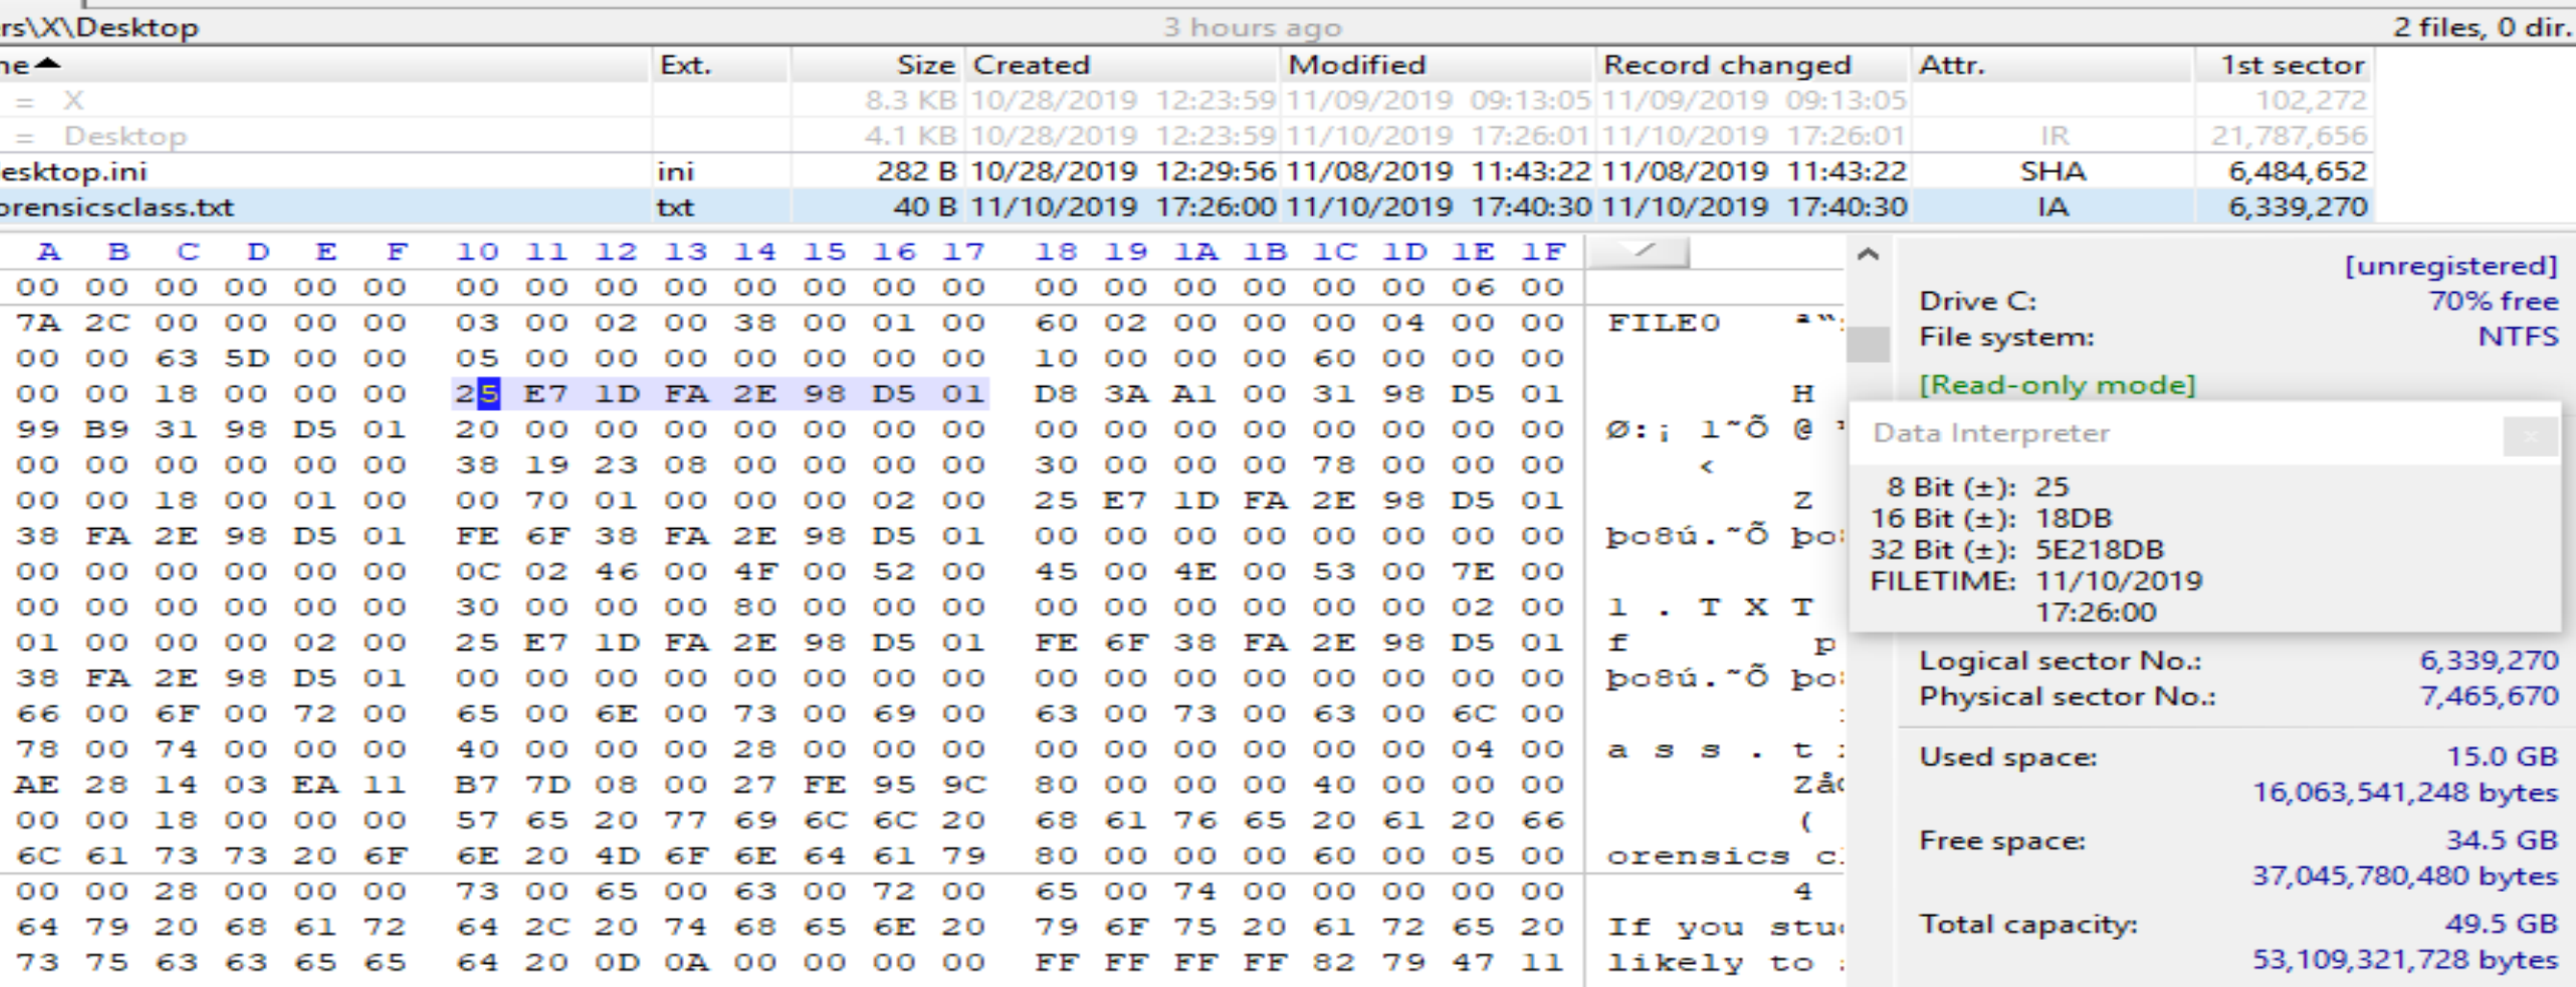 rs\X\Desktop 3 hours ago 2 files, 0 dir.
ne Ext. Size Created Modified Record changed Attr. 1st sector
= X 8.3 KB 10/28/2019 12:23:59 11/09/2019 09:13:05 11/09/2019 09:13:05 102,272
= Desktop 4.1 KB 10/28/2019 12:23:59 11/10/2019 17:26:01 11/10/2019 17:26:01 IR 21,787,656
esktop.ini ini 282 B 10/28/2019 12:29:56 11/08/2019 11:43:22 11/08/2019 11:43:22 SHA 6,484,652
orensicsclass.txt txt 40 B 11/10/2019 17:26:00 11/10/2019 17:40:30 11/10/2019 17:40:30 IA 6,339,270
A B C D E F 10 11 12 13 14 15 16 17 18 19 1A 1B 1C 1D 1E 1F
00 00 00 00 00 00 00 00 00 00 00 00 00 00 00 00 00 00 00 00 06 00
7A 2C 00 00 00 00 03 00 02 00 38 00 01 00 60 02 00 00 00 04 00 00 FILE0
00 00 63 5D 00 00 05 00 00 00 00 00 00 00 10 00 00 00 60 00 00 00
00 00 18 00 00 00 25 E7 1D FA 2E 98 D5 01 D8 3A A1 00 31 98 D5 01 H
99 B9 31 98 D5 01 20 00 00 00 00 00 00 00 00 00 00 00 00 00 00 00 Ø:¡ 1˜Õ @
00 00 00 00 00 00 38 19 23 08 00 00 00 00 30 00 00 00 78 00 00 00 <
00 00 18 00 01 00 00 70 01 00 00 00 02 00 25 E7 1D FA 2E 98 D5 01 Z
38 FA 2E 98 D5 01 FE 6F 38 FA 2E 98 D5 01 00 00 00 00 00 00 00 00 þo8ú.˜Õ þo
00 00 00 00 00 00 0C 02 46 00 4F 00 52 00 45 00 4E 00 53 00 7E 00
00 00 00 00 00 00 30 00 00 00 80 00 00 00 00 00 00 00 00 00 02 00 1 . T X T
01 00 00 00 02 00 25 E7 1D FA 2E 98 D5 01 FE 6F 38 FA 2E 98 D5 01 f p
38 FA 2E 98 D5 01 00 00 00 00 00 00 00 00 00 00 00 00 00 00 00 00 þo8ú.˜Õ þo
66 00 6F 00 72 00 65 00 6E 00 73 00 69 00 63 00 73 00 63 00 6C 00
78 00 74 00 00 00 40 00 00 00 28 00 00 00 00 00 00 00 00 00 04 00 a s s . t
AE 28 14 03 EA 11 B7 7D 08 00 27 FE 95 9C 80 00 00 00 40 00 00 00 Zå
00 00 18 00 00 00 57 65 20 77 69 6C 6C 20 68 61 76 65 20 61 20 66 (
6C 61 73 73 20 6F 6E 20 4D 6F 6E 64 61 79 80 00 00 00 60 00 05 00 orensics c
00 00 28 00 00 00 73 00 65 00 63 00 72 00 65 00 74 00 00 00 00 00 4
64 79 20 68 61 72 64 2C 20 74 68 65 6E 20 79 6F 75 20 61 72 65 20 If you stu
73 75 63 63 65 65 64 20 0D 0A 00 00 00 00 FF FF FF FF 82 79 47 11 likely to
[unregistered]
Drive C: 70% free
File system: NTFS
[Read-only mode]
Data Interpreter
8 Bit (±): 25
16 Bit (±): 18DB
32 Bit (±): 5E218DB
FILETIME: 11/10/2019
17:26:00
Logical sector No.: 6,339,270
Physical sector No.: 7,465,670
Used space: 15.0 GB
16,063,541,248 bytes
Free space: 34.5 GB
37,045,780,480 bytes
Total capacity: 49.5 GB
53,109,321,728 bytes